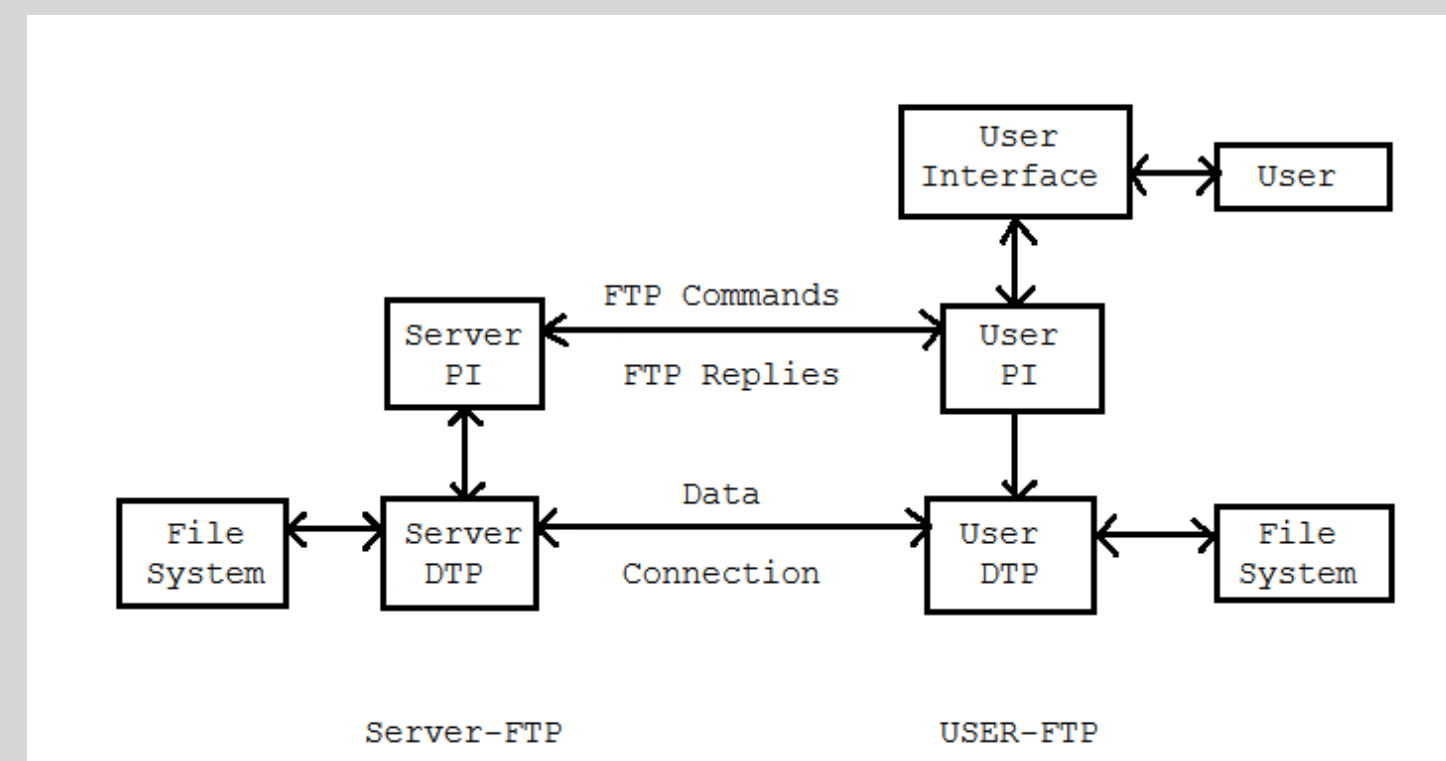 User
Interface
User
FTP Commands
Server
PI
User
PI
FTP Replies
Data
File
System
Server
DTP
User
DTP
File
System
Connection
Server-FTP
USER-FTP